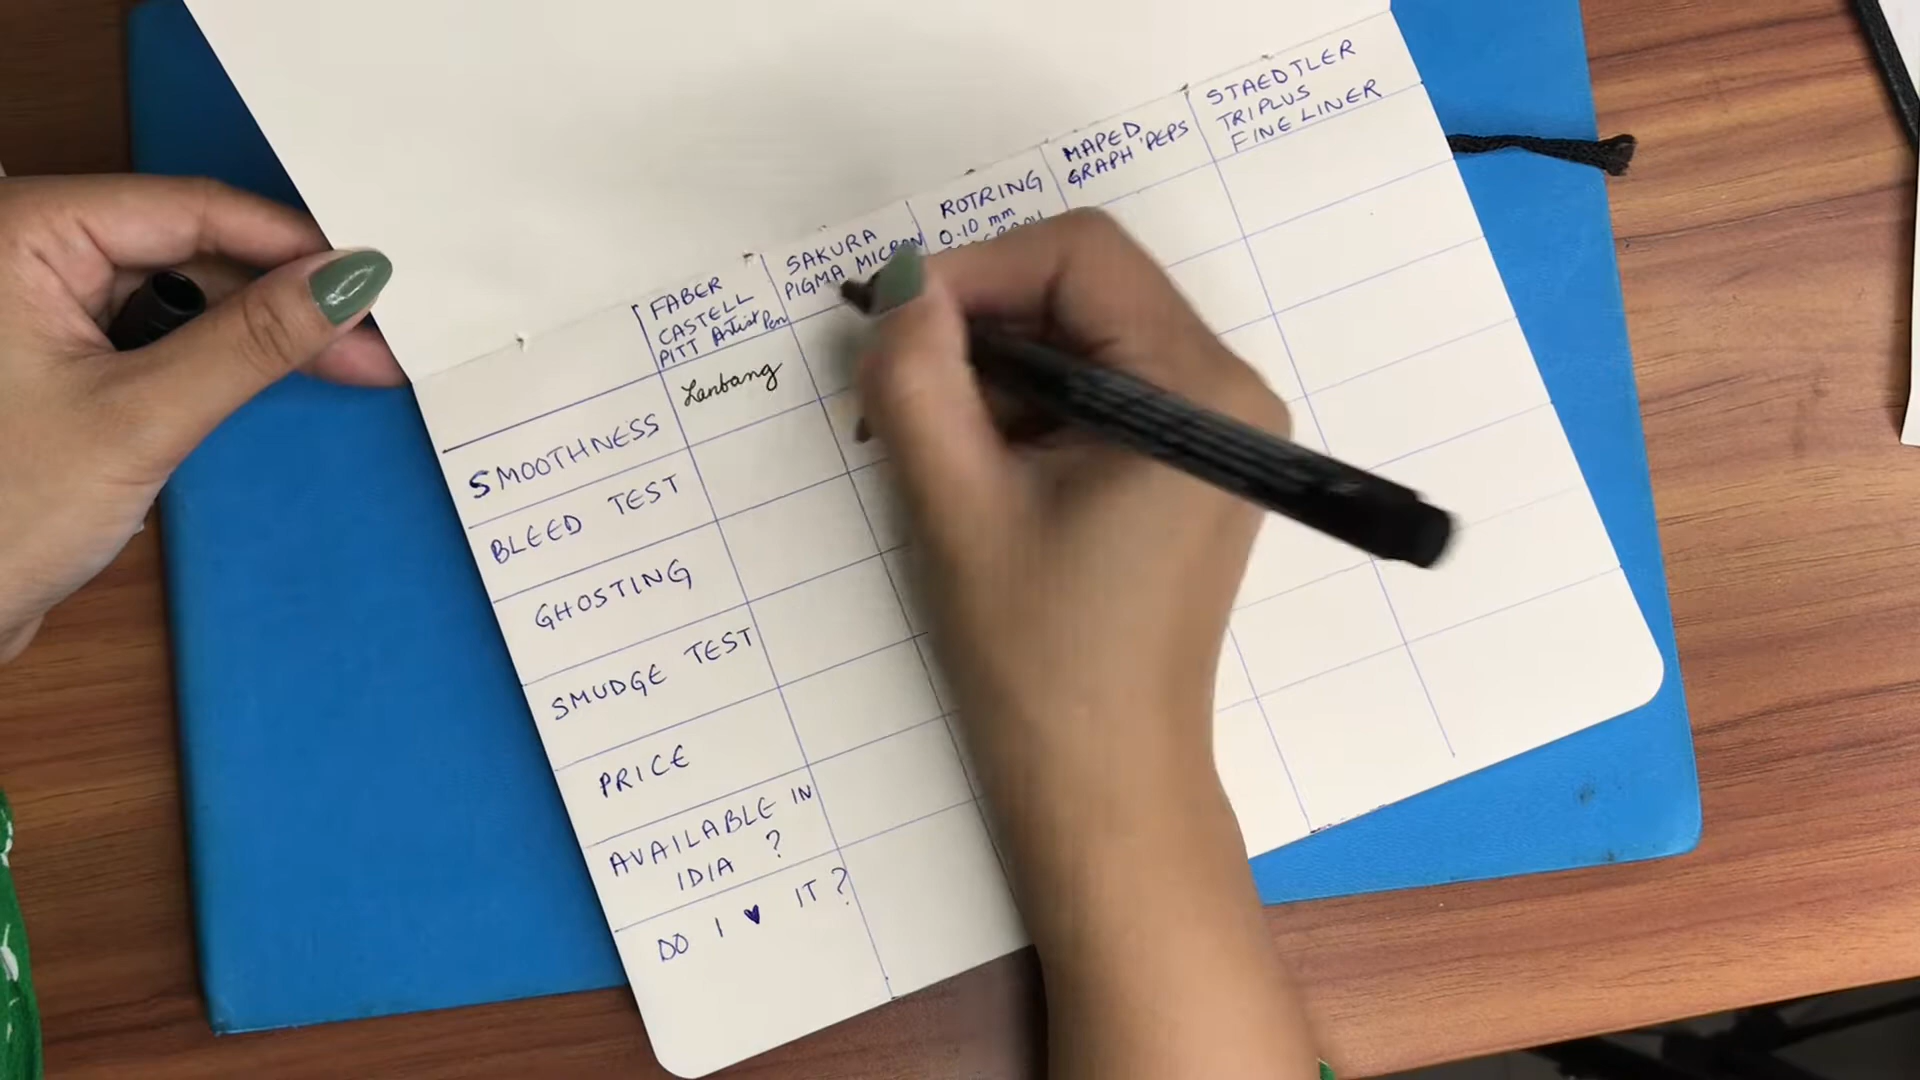 FABER
CASTELL
PITT Artist Pen
SAKURA
PIGMA MICRON
ROTRING
0.10 mm
MAPED
GRAPH'PEPS
STAEDTLER
TRIPLUS
FINE LINER
SMOOTHNESS
BLEED TEST
GHOSTING
SMUDGE TEST
PRICE
AVAILABLE IN
IDIA ?
DO I ♥ IT?